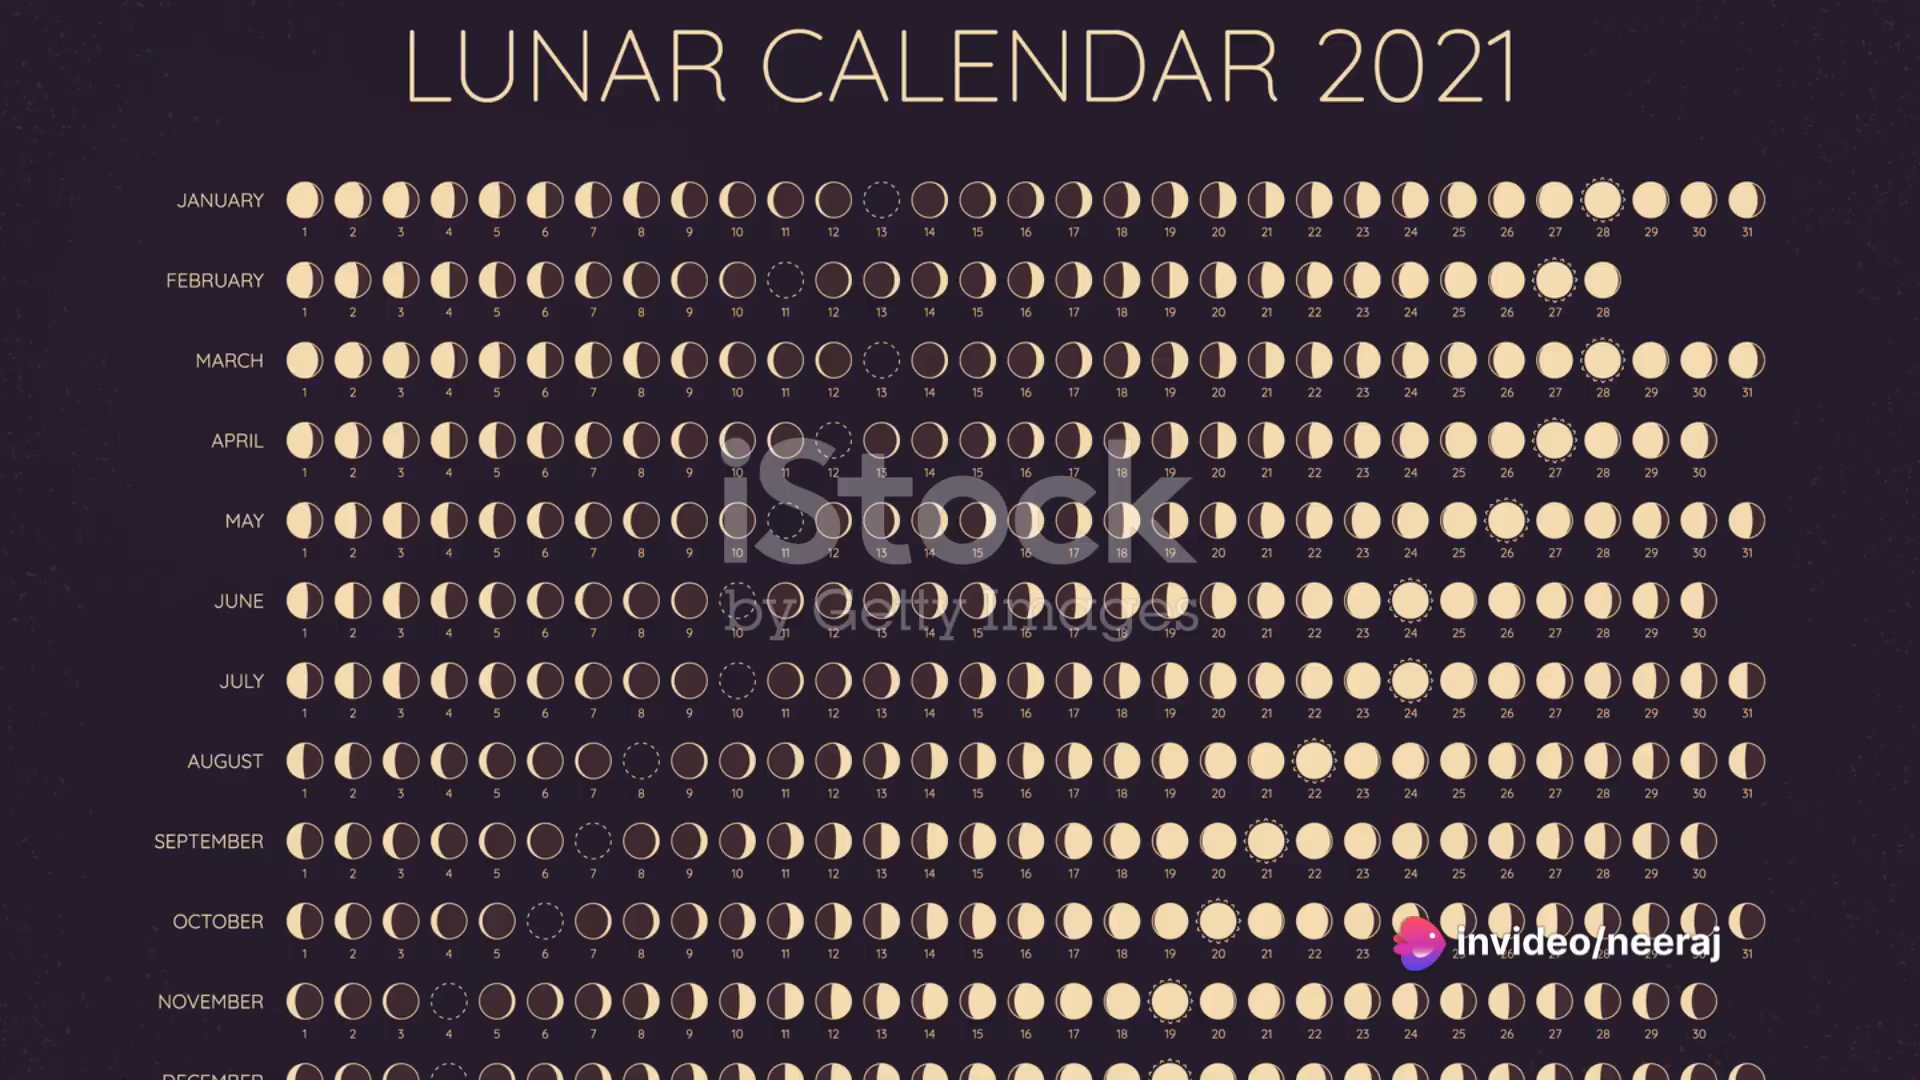 LUNAR CALENDAR 2021
JANUARY
1 2 3 4 5 6 7 8 9 10 11 12 13 14 15 16 17 18 19 20 21 22 23 24 25 26 27 28 29 30 31
FEBRUARY
1 2 3 4 5 6 7 8 9 10 11 12 13 14 15 16 17 18 19 20 21 22 23 24 25 26 27 28
MARCH
1 2 3 4 5 6 7 8 9 10 11 12 13 14 15 16 17 18 19 20 21 22 23 24 25 26 27 28 29 30 31
APRIL
1 2 3 4 5 6 7 8 9 10 11 12 13 14 15 16 17 18 19 20 21 22 23 24 25 26 27 28 29 30
iStock
MAY
1 2 3 4 5 6 7 8 9 10 11 12 13 14 15 16 17 18 19 20 21 22 23 24 25 26 27 28 29 30 31
by Getty Images
JUNE
1 2 3 4 5 6 7 8 9 10 11 12 13 14 15 16 17 18 19 20 21 22 23 24 25 26 27 28 29 30
JULY
1 2 3 4 5 6 7 8 9 10 11 12 13 14 15 16 17 18 19 20 21 22 23 24 25 26 27 28 29 30 31
AUGUST
1 2 3 4 5 6 7 8 9 10 11 12 13 14 15 16 17 18 19 20 21 22 23 24 25 26 27 28 29 30 31
SEPTEMBER
1 2 3 4 5 6 7 8 9 10 11 12 13 14 15 16 17 18 19 20 21 22 23 24 25 26 27 28 29 30
OCTOBER
invideo/neeraj
1 2 3 4 5 6 7 8 9 10 11 12 13 14 15 16 17 18 19 20 21 22 23 24 25 26 27 28 29 30 31
NOVEMBER
1 2 3 4 5 6 7 8 9 10 11 12 13 14 15 16 17 18 19 20 21 22 23 24 25 26 27 28 29 30
DECEMBER